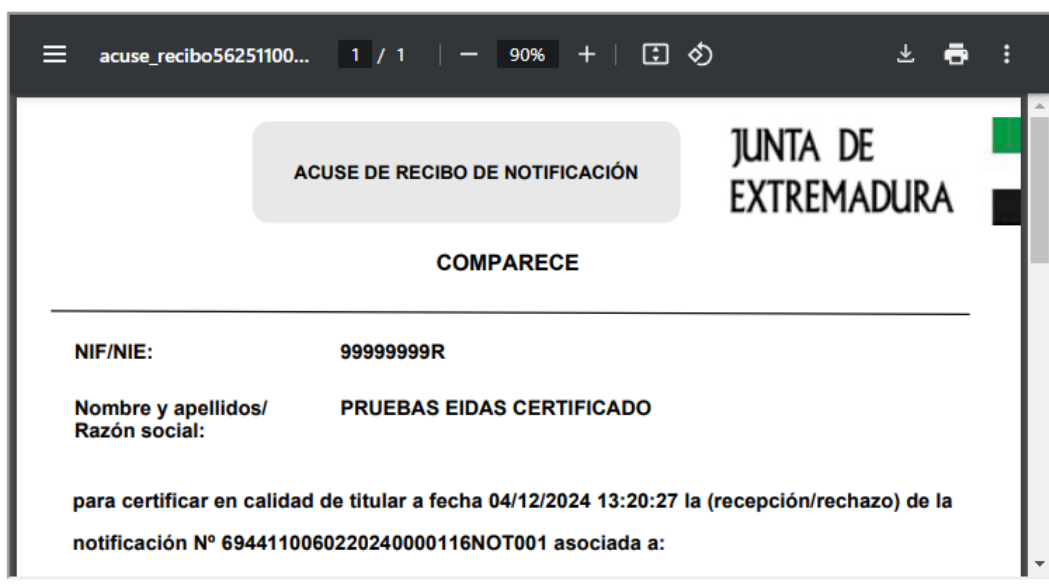 acuse_recibo56251100... 1 / 1 90%
ACUSE DE RECIBO DE NOTIFICACIÓN
JUNTA DE
EXTREMADURA
COMPARECE
NIF/NIE: 99999999R
Nombre y apellidos/ PRUEBAS EIDAS CERTIFICADO
Razón social:
para certificar en calidad de titular a fecha 04/12/2024 13:20:27 la (recepción/rechazo) de la
notificación Nº 6944110060220240000116NOT001 asociada a: